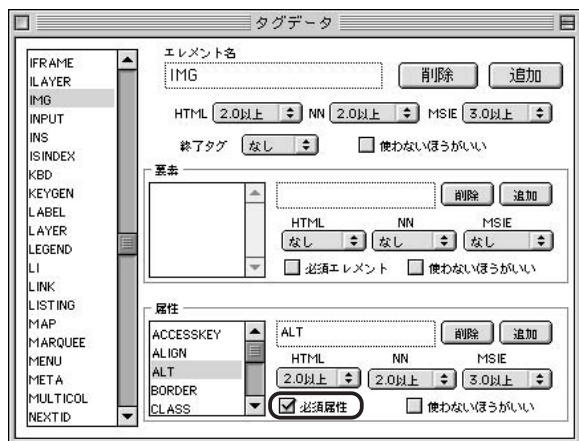 タグデータ
IFRAME
ILAYER
IMG
INPUT
INS
ISINDEX
KBD
KEYGEN
LABEL
LAYER
LEGEND
LI
LINK
LISTING
MAP
MARQUEE
MENU
META
MULTICOL
NEXTID
エレメント名
IMG
削除 追加
HTML 2.0以上 NN 2.0以上 MSIE 3.0以上
終了タグ なし 使わないほうがいい
要素
削除 追加
HTML NN MSIE
なし なし なし
必須エレメント 使わないほうがいい
属性
ACCESSKEY
ALIGN
ALT
BORDER
CLASS
ALT 削除 追加
HTML NN MSIE
2.0以上 2.0以上 3.0以上
必須属性 使わないほうがいい